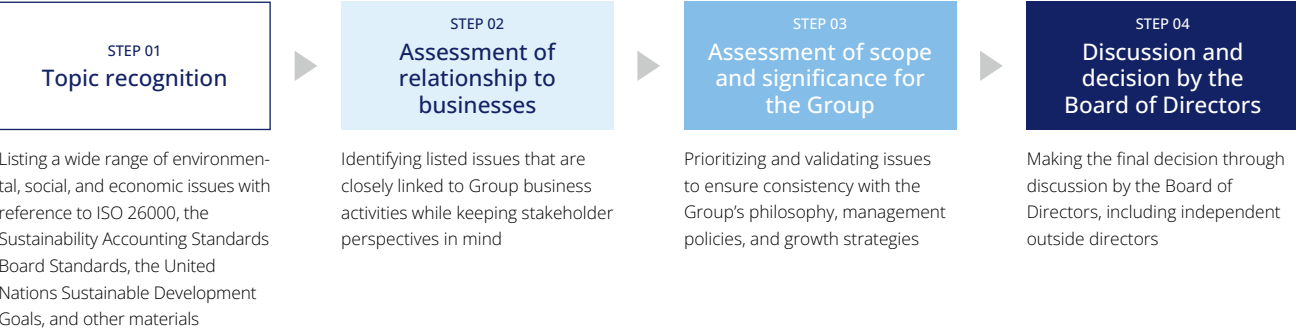 STEP 01
Topic recognition
Listing a wide range of environmen-
tal, social, and economic issues with
reference to ISO 26000, the
Sustainability Accounting Standards
Board Standards, the United
Nations Sustainable Development
Goals, and other materials
STEP 02
Assessment of
relationship to
businesses
Identifying listed issues that are
closely linked to Group business
activities while keeping stakeholder
perspectives in mind
STEP 03
Assessment of scope
and significance for
the Group
Prioritizing and validating issues
to ensure consistency with the
Group’s philosophy, management
policies, and growth strategies
STEP 04
Discussion and
decision by the
Board of Directors
Making the final decision through
discussion by the Board of
Directors, including independent
outside directors